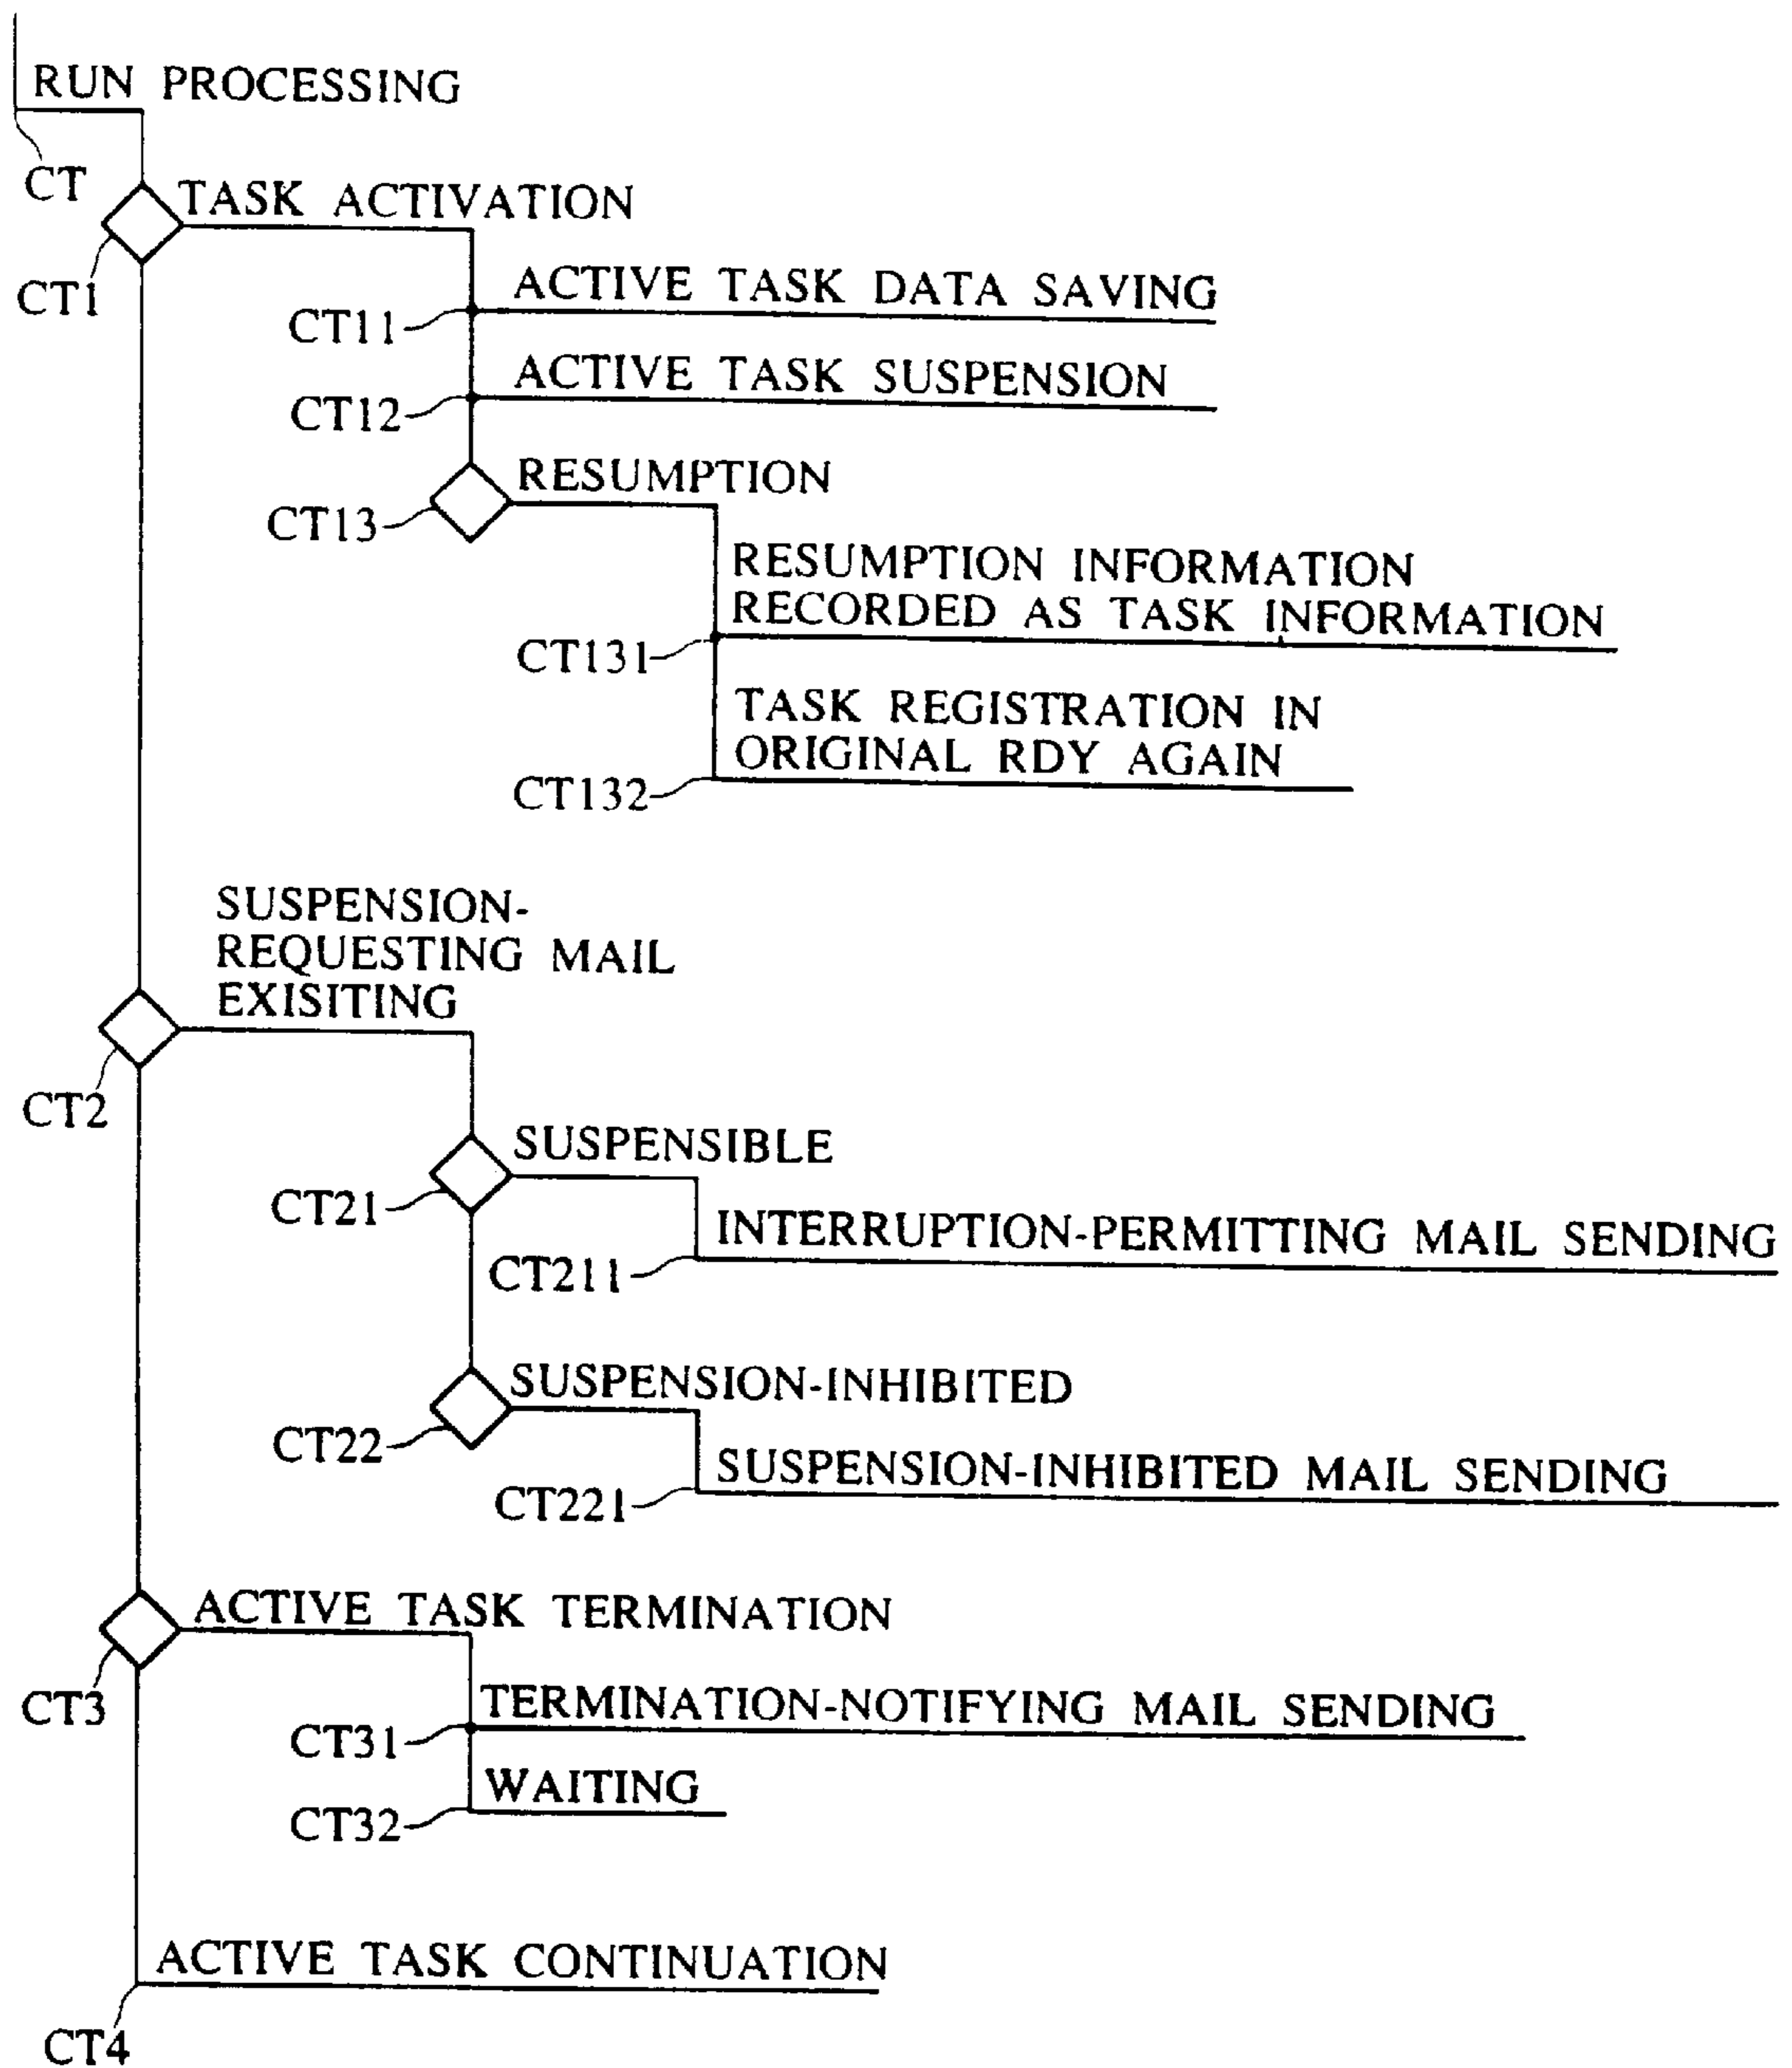 RUN PROCESSING
CT
TASK ACTIVATION
CT1
ACTIVE TASK DATA SAVING
CT11
ACTIVE TASK SUSPENSION
CT12
RESUMPTION
CT13
RESUMPTION INFORMATION
RECORDED AS TASK INFORMATION
CT131
TASK REGISTRATION IN
ORIGINAL RDY AGAIN
CT132
SUSPENSION-
REQUESTING MAIL
EXISITING
CT2
SUSPENSIBLE
CT21
INTERRUPTION-PERMITTING MAIL SENDING
CT211
SUSPENSION-INHIBITED
CT22
SUSPENSION-INHIBITED MAIL SENDING
CT221
ACTIVE TASK TERMINATION
CT3
TERMINATION-NOTIFYING MAIL SENDING
CT31
WAITING
CT32
ACTIVE TASK CONTINUATION
CT4